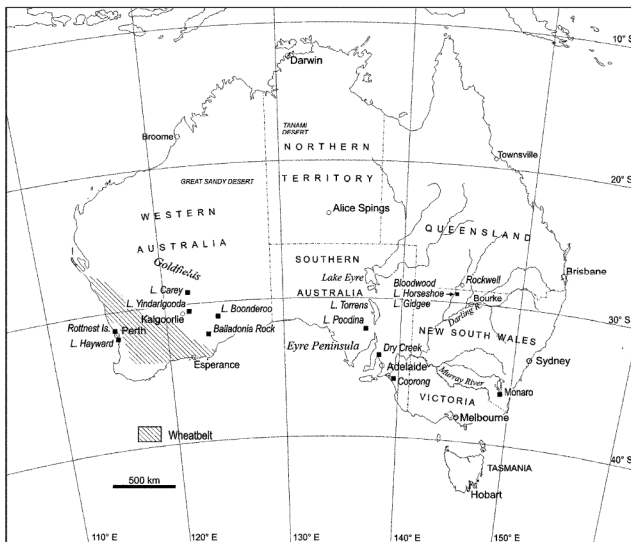 10° S
Darwin
TANAMI
DESERT
Broome
NORTHERN
Townsville
20° S
GREAT SANDY DESERT
TERRITORY
WESTERN
Alice Springs
QUEENSLAND
AUSTRALIA
Goldfields
SOUTHERN
Lake Eyre
Bloodwood
Rockwell
Brisbane
L. Carey
L. Horseshoe
L. Yindarlgooda
L. Boonderoo
AUSTRALIA
L. Gidgee
Bourke
L. Torrens
Darling R.
30° S
Rottnest Is.
Kalgoorlie
L. Poodina
NEW SOUTH WALES
Perth
Balladonia Rock
L. Hayward
Eyre Peninsula
Dry Creek
Esperance
Adelaide
Sydney
Murray River
Coorong
Monaro
VICTORIA
Wheatbelt
Melbourne
500 km
40° S
TASMANIA
Hobart
110° E
120° E
130° E
140° E
150° E